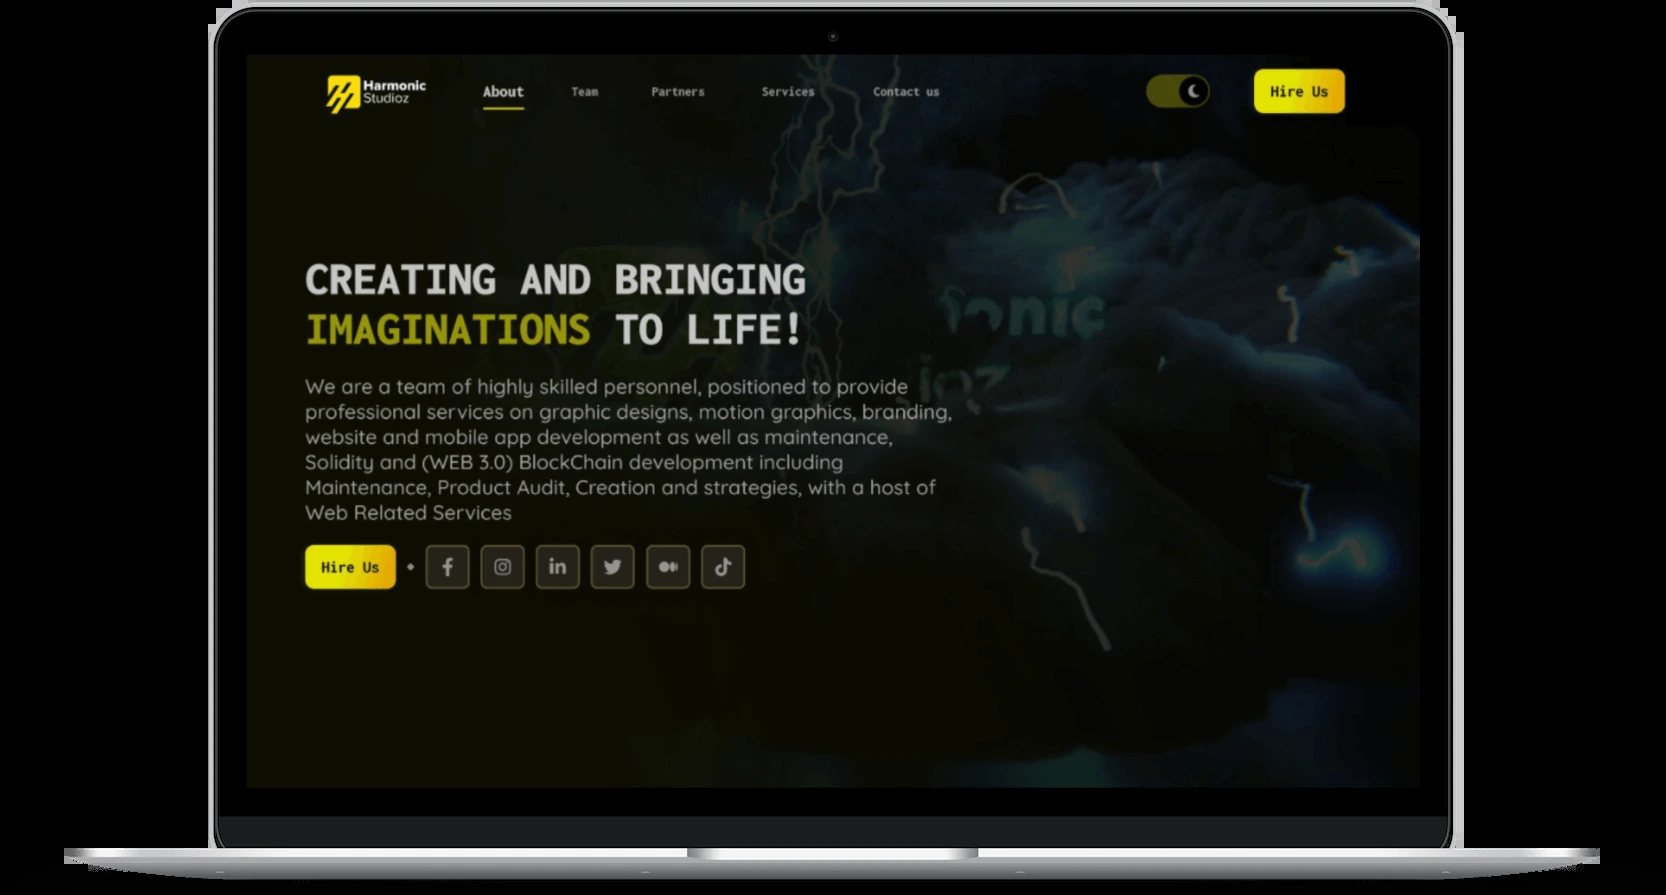 Harmonic
Studioz
About
Team
Partners
Services
Contact us
Hire Us
CREATING AND BRINGING
IMAGINATIONS TO LIFE!
onic
ioz
We are a team of highly skilled personnel, positioned to provide
professional services on graphic designs, motion graphics, branding,
website and mobile app development as well as maintenance,
Solidity and (WEB 3.0) BlockChain development including
Maintenance, Product Audit, Creation and strategies, with a host of
Web Related Services
Hire Us